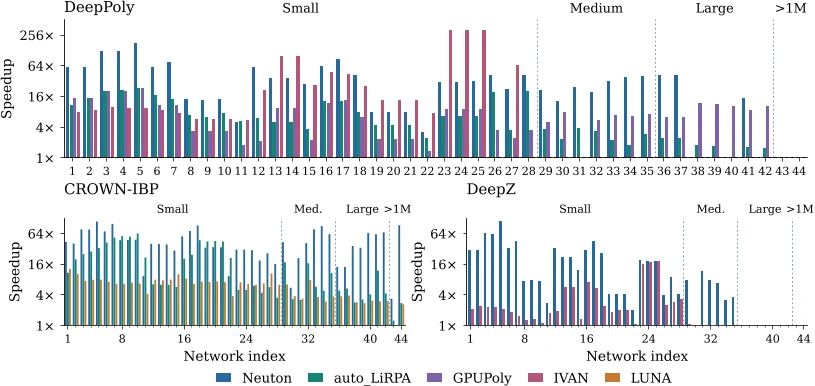 DeepPoly
Small Medium Large >1M
Speedup
256×
64×
16×
4×
1×
1 2 3 4 5 6 7 8 9 10 11 12 13 14 15 16 17 18 19 20 21 22 23 24 25 26 27 28 29 30 31 32 33 34 35 36 37 38 39 40 41 42 43 44
CROWN-IBP
Small Med. Large >1M
Speedup
64×
16×
4×
1×
1 8 16 24 32 40 44
Network index
DeepZ
Small Med. Large >1M
Speedup
64×
16×
4×
1×
1 8 16 24 32 40 44
Network index
Neuton auto_LiRPA GPUPoly IVAN LUNA